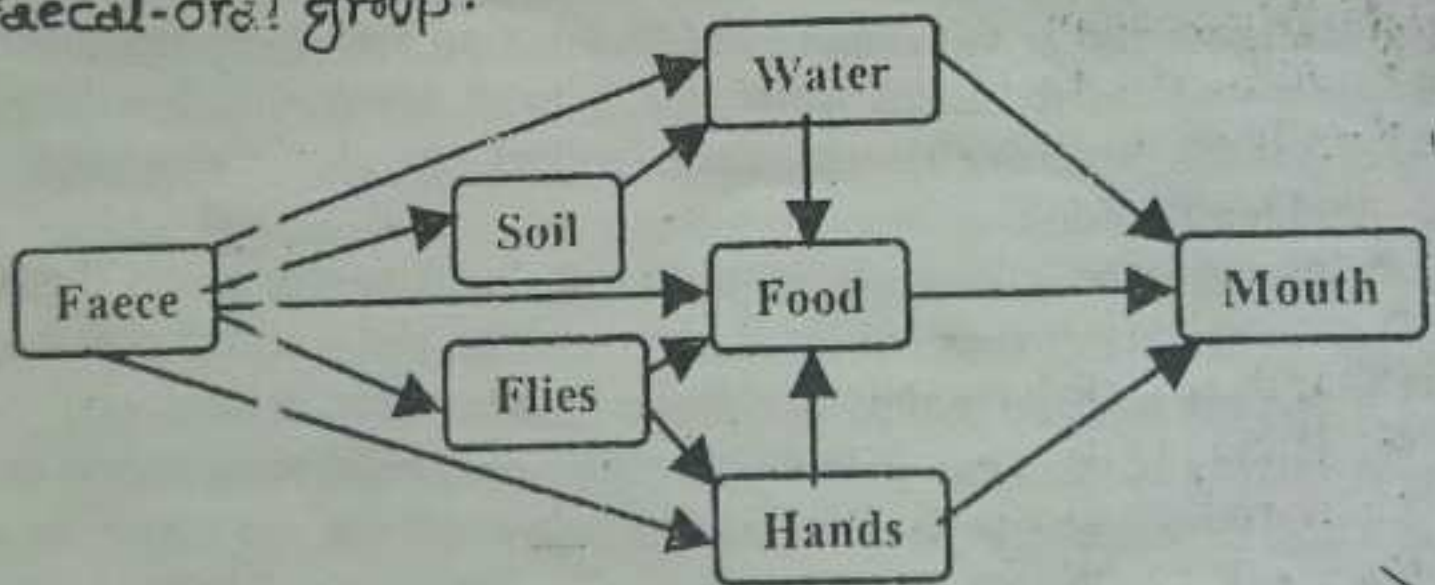 faecal-oral group.
Water
Soil
Faece
Food
Mouth
Flies
Hands